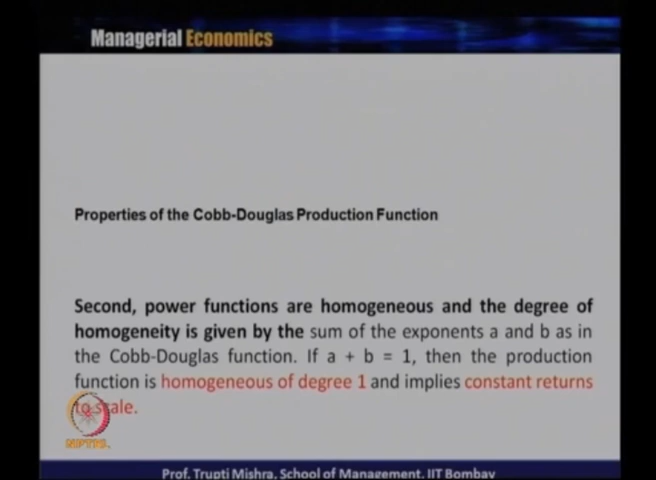 Managerial Economics
Properties of the Cobb-Douglas Production Function
Second, power functions are homogeneous and the degree of
homogeneity is given by the sum of the exponents a and b as in
the Cobb-Douglas function. If a + b = 1, then the production
function is homogeneous of degree 1 and implies constant returns
to scale.
NPTEL
Prof. Trupti Mishra, School of Management, IIT Bombay